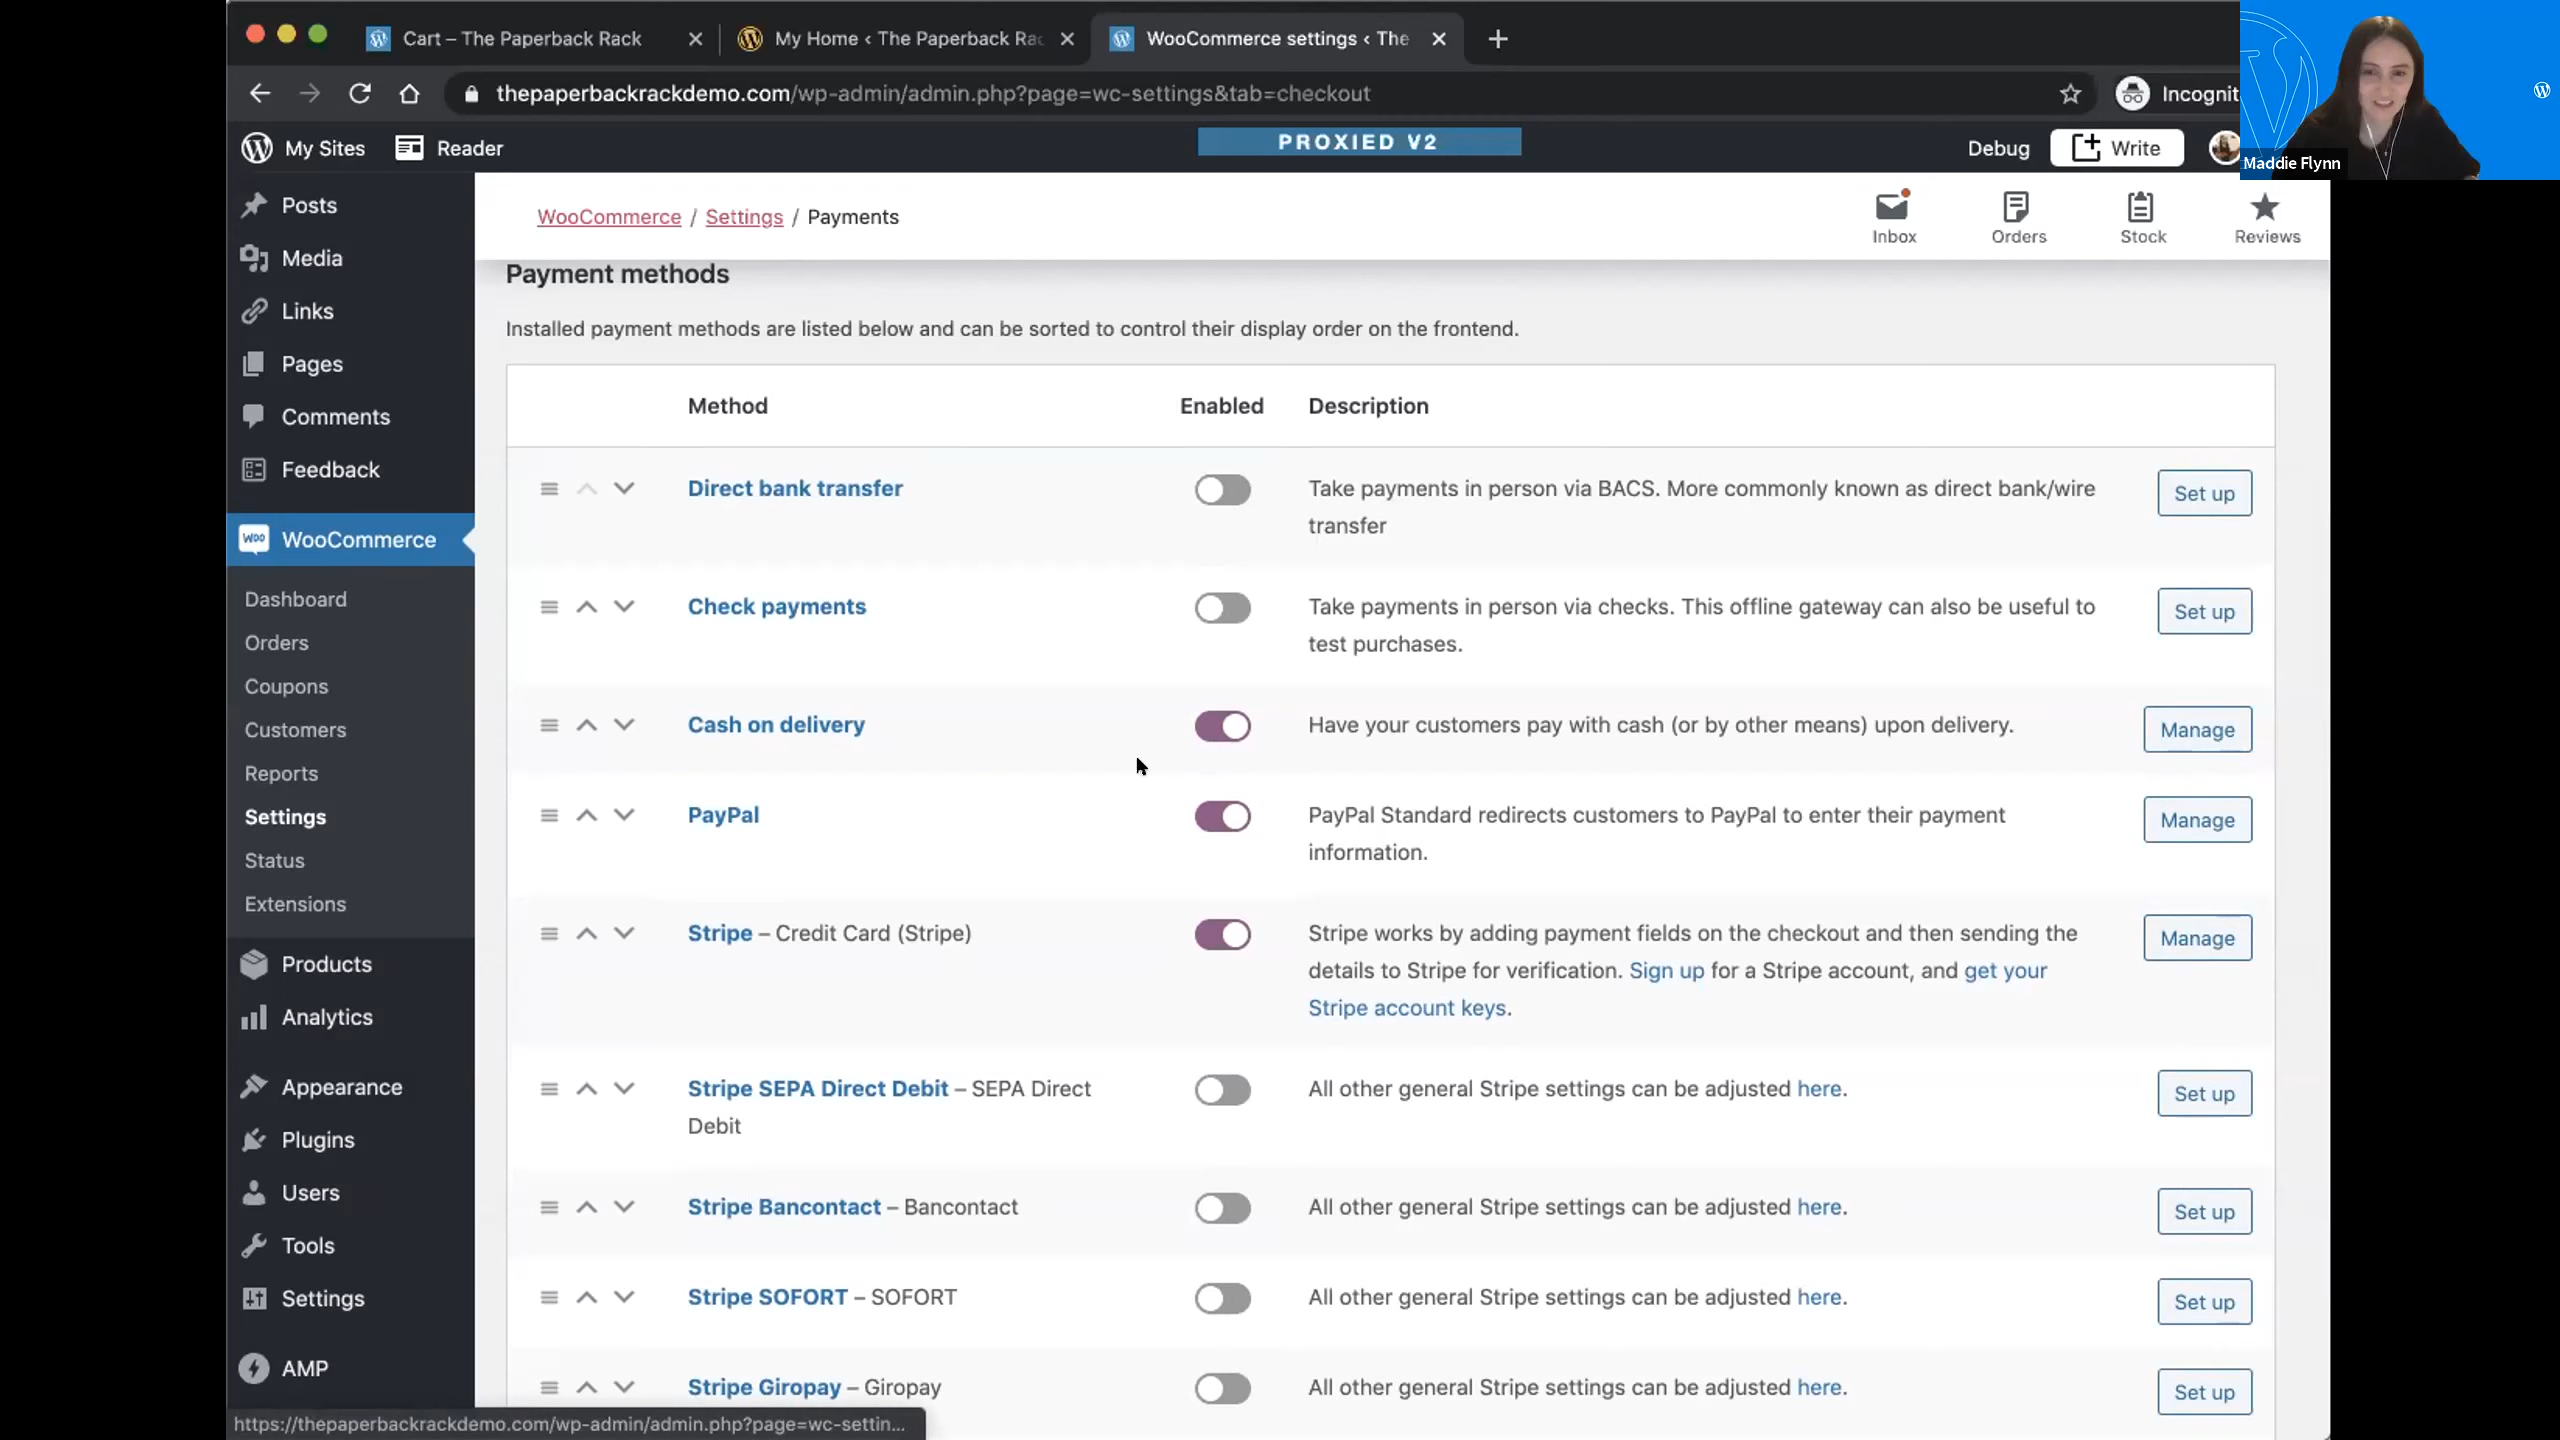 Cart – The Paperback Rack
My Home ‹ The Paperback Rac
WooCommerce settings ‹ The
thepaperbackrackdemo.com/wp-admin/admin.php?page=wc-settings&tab=checkout
Incognit
Maddie Flynn
My Sites
Reader
PROXIED V2
Debug
Write
Posts
Media
Links
Pages
Comments
Feedback
WOO
WooCommerce
Dashboard
Orders
Coupons
Customers
Reports
Settings
Status
Extensions
Products
Analytics
Appearance
Plugins
Users
Tools
Settings
AMP
WooCommerce / Settings / Payments
Inbox
Orders
Stock
Reviews
Payment methods
Installed payment methods are listed below and can be sorted to control their display order on the frontend.
Method Enabled Description
Direct bank transfer
Take payments in person via BACS. More commonly known as direct bank/wire
transfer
Set up
Check payments
Take payments in person via checks. This offline gateway can also be useful to
test purchases.
Set up
Cash on delivery
Have your customers pay with cash (or by other means) upon delivery.
Manage
PayPal
PayPal Standard redirects customers to PayPal to enter their payment
information.
Manage
Stripe – Credit Card (Stripe)
Stripe works by adding payment fields on the checkout and then sending the
details to Stripe for verification. Sign up for a Stripe account, and get your
Stripe account keys.
Manage
Stripe SEPA Direct Debit – SEPA Direct
Debit
All other general Stripe settings can be adjusted here.
Set up
Stripe Bancontact – Bancontact
All other general Stripe settings can be adjusted here.
Set up
Stripe SOFORT – SOFORT
All other general Stripe settings can be adjusted here.
Set up
Stripe Giropay – Giropay
All other general Stripe settings can be adjusted here.
Set up
https://thepaperbackrackdemo.com/wp-admin/admin.php?page=wc-settin...